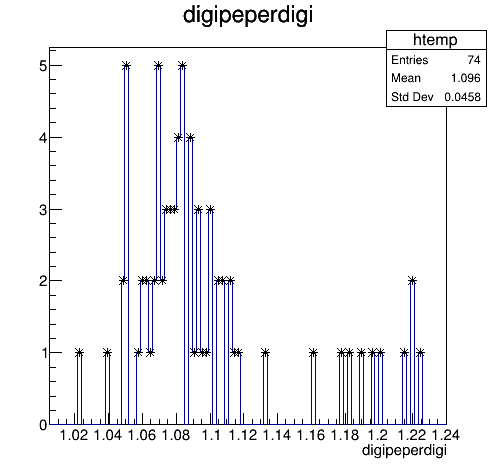 digipeperdigi
htemp
Entries 74
Mean 1.096
Std Dev 0.0458
5
4
3
2
1
0
1.02 1.04 1.06 1.08 1.1 1.12 1.14 1.16 1.18 1.2 1.22 1.24
digipeperdigi